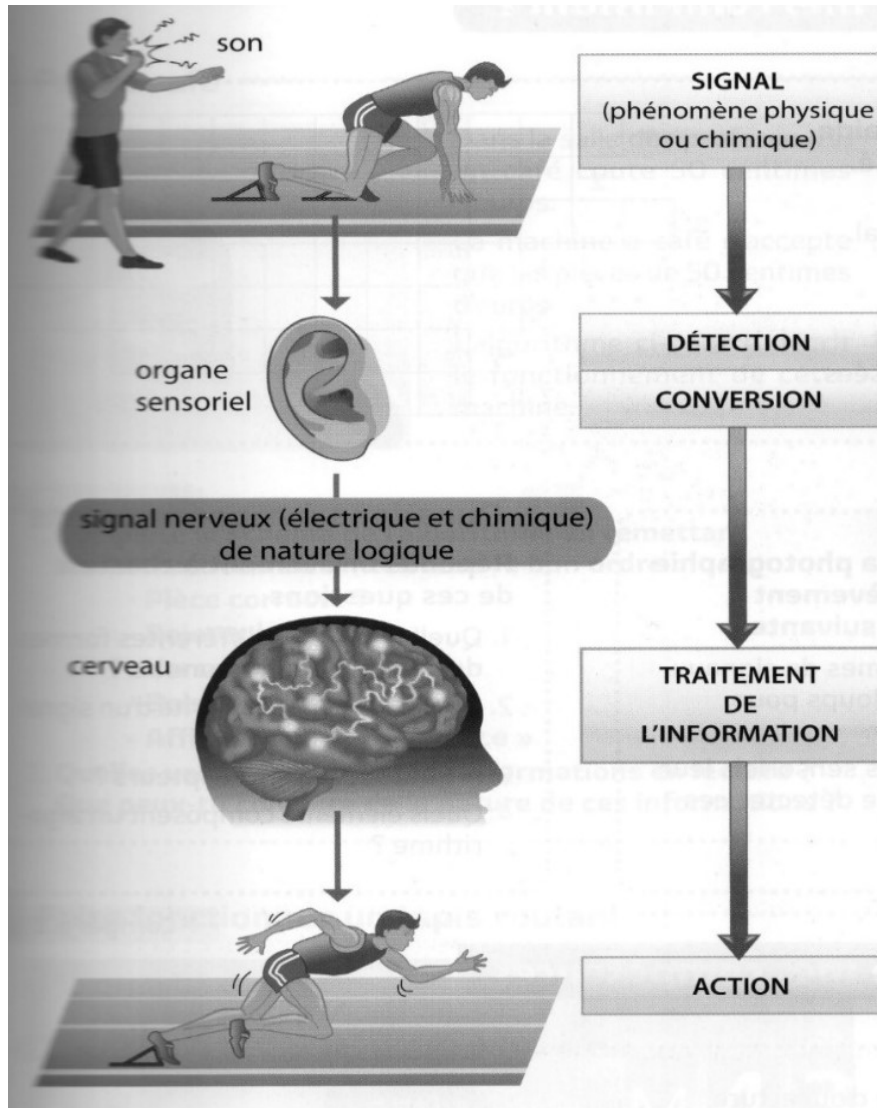 son
SIGNAL
(phénomène physique
ou chimique)
organe
sensoriel
DÉTECTION
CONVERSION
signal nerveux (électrique et chimique)
de nature logique
cerveau
TRAITEMENT
DE
L'INFORMATION
ACTION